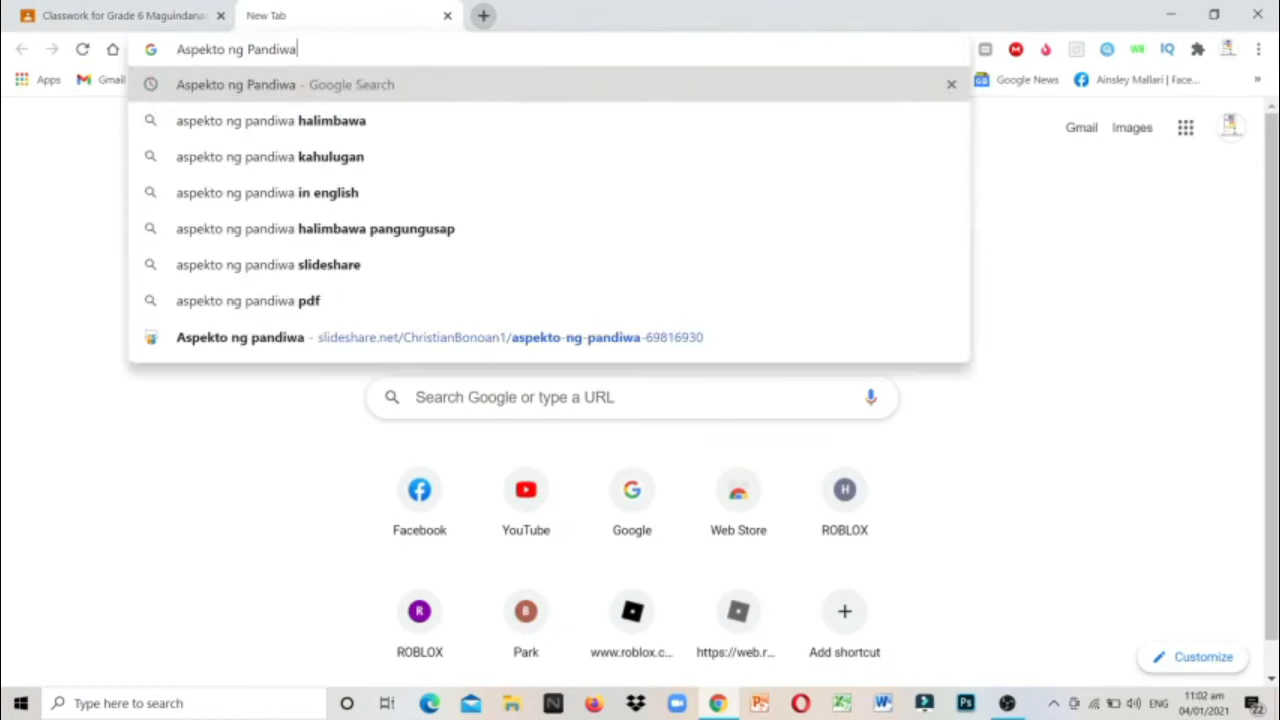 Classwork for Grade 6 Maguindana
New Tab
Aspekto ng Pandiwa
Apps
Gmail
Google News
Ainsley Mallari | Face...
»
Aspekto ng Pandiwa - Google Search
aspekto ng pandiwa halimbawa
aspekto ng pandiwa kahulugan
aspekto ng pandiwa in english
aspekto ng pandiwa halimbawa pangungusap
aspekto ng pandiwa slideshare
aspekto ng pandiwa pdf
Aspekto ng pandiwa - slideshare.net/ChristianBonoan1/aspekto-ng-pandiwa-69816930
Gmail Images
Search Google or type a URL
H
Facebook YouTube Google Web Store ROBLOX
R B
ROBLOX Park www.roblox.c... https://web.r... Add shortcut
Customize
Type here to search
ENG
11:02 am
04/01/2021
22